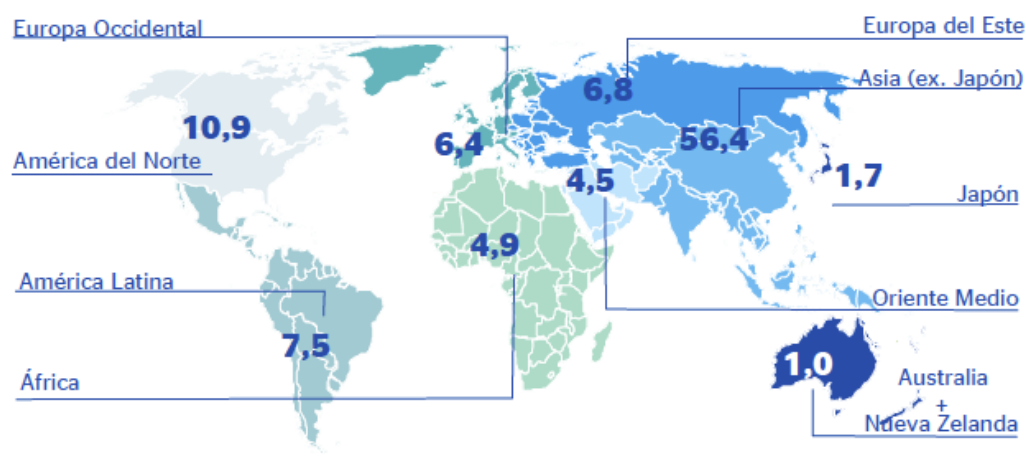 Europa Occidental
Europa del Este
6,8
Asia (ex. Japón)
10,9
56,4
6,4
América del Norte
4,5
1,7
Japón
4,9
América Latina
Oriente Medio
7,5
1,0
África
Australia
+
Nueva Zelanda